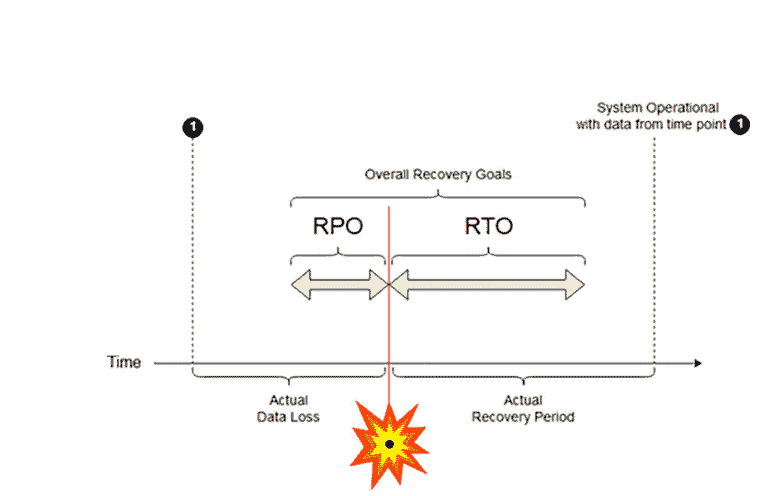 System Operational
1
with data from time point 1
Overall Recovery Goals
RPO
RTO
Time
Actual
Data Loss
Actual
Recovery Period